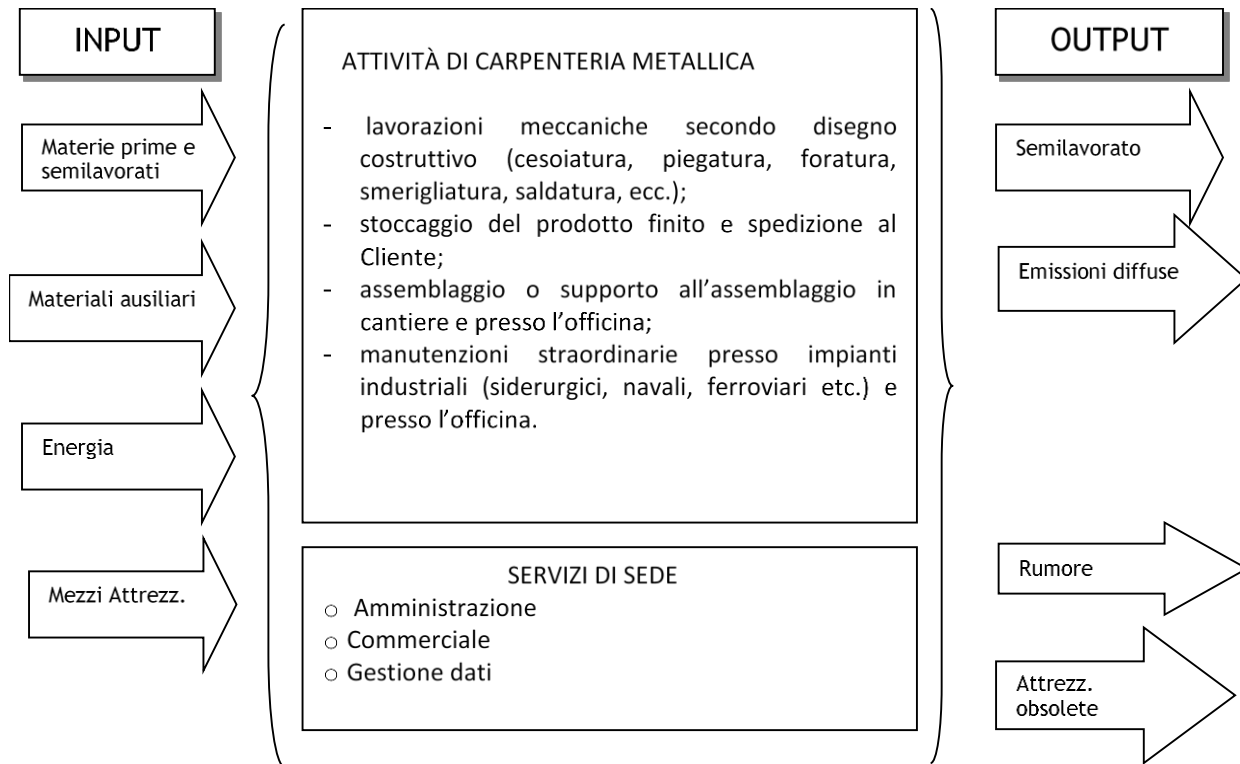 INPUT
Materie prime e
semilavorati
Materiali ausiliari
Energia
Mezzi Attrezz.
ATTIVITÀ DI CARPENTERIA METALLICA
- lavorazioni meccaniche secondo disegno
costruttivo (cesoiatura, piegatura, foratura,
smerigliatura, saldatura, ecc.);
- stoccaggio del prodotto finito e spedizione al
Cliente;
- assemblaggio o supporto all’assemblaggio in
cantiere e presso l’officina;
- manutenzioni straordinarie presso impianti
industriali (siderurgici, navali, ferroviari etc.) e
presso l’officina.
SERVIZI DI SEDE
○ Amministrazione
○ Commerciale
○ Gestione dati
OUTPUT
Semilavorato
Emissioni diffuse
Rumore
Attrezz.
obsolete